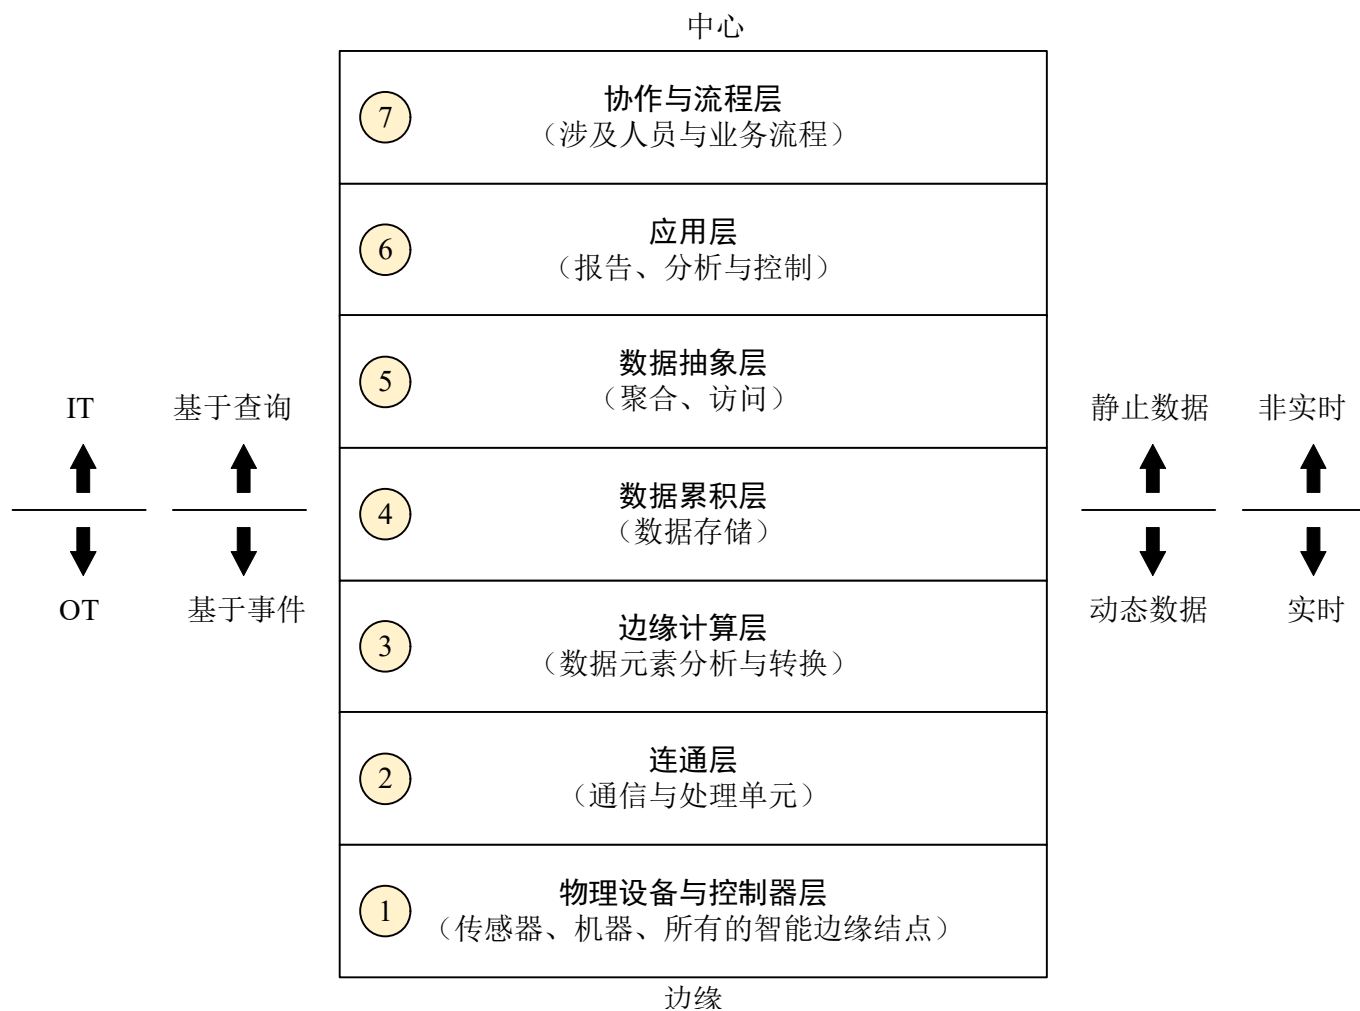 中心
7
协作与流程层
（涉及人员与业务流程）
6
应用层
（报告、分析与控制）
5
数据抽象层
（聚合、访问）
IT
基于查询
静止数据
非实时
4
数据累积层
（数据存储）
OT
基于事件
动态数据
实时
3
边缘计算层
（数据元素分析与转换）
2
连通层
（通信与处理单元）
1
物理设备与控制器层
（传感器、机器、所有的智能边缘结点）
边缘